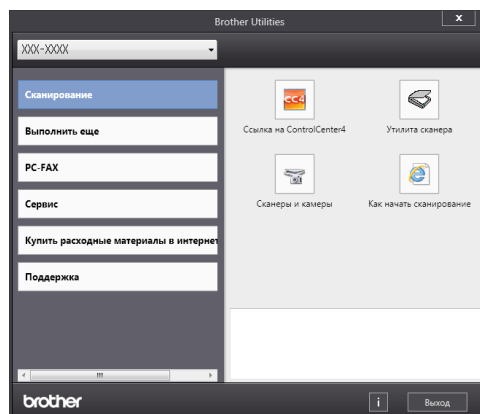 Brother Utilities
x
XXX-XXXX
Сканирование
Выполнить еще
PC-FAX
Сервис
Купить расходные материалы в интернет
Поддержка
CC4
Ссылка на ControlCenter4
Утилита сканера
Сканеры и камеры
Как начать сканирование
brother
i
Выход